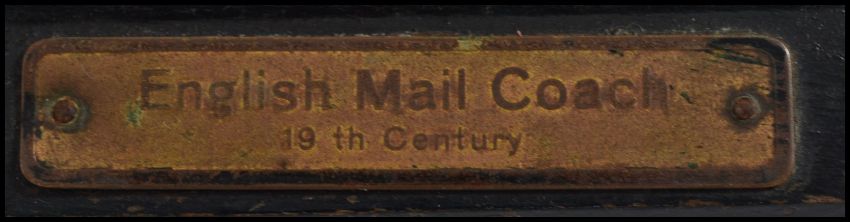 English Mail Coach
19 th Century